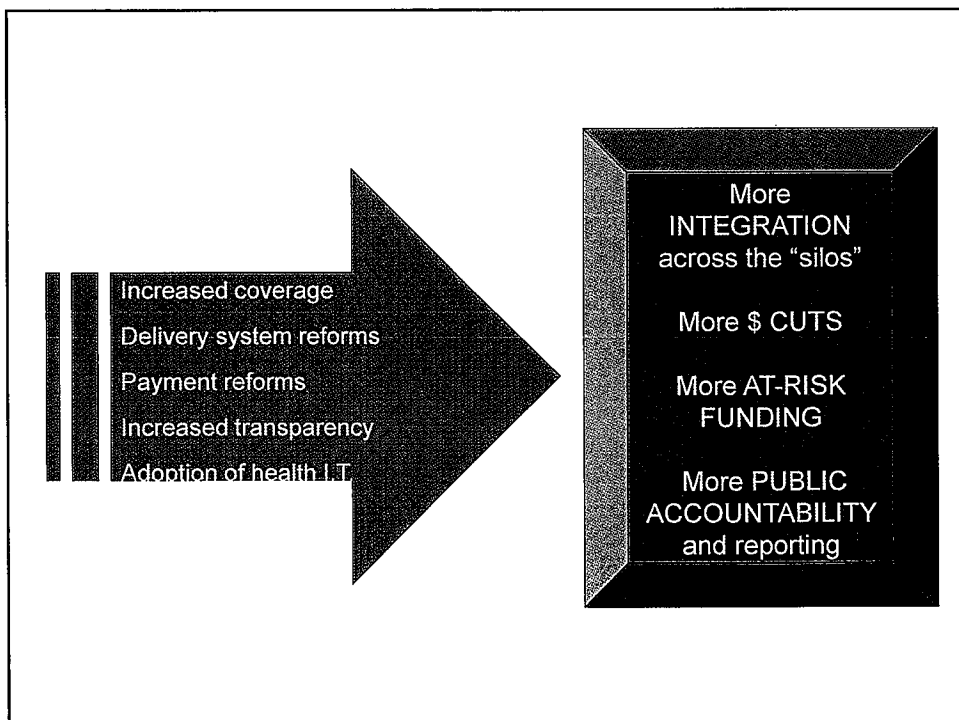 Increased coverage
Delivery system reforms
Payment reforms
Increased transparency
Adoption of health I.T.
More
INTEGRATION
across the “silos”
More $ CUTS
More AT-RISK
FUNDING
More PUBLIC
ACCOUNTABILITY
and reporting